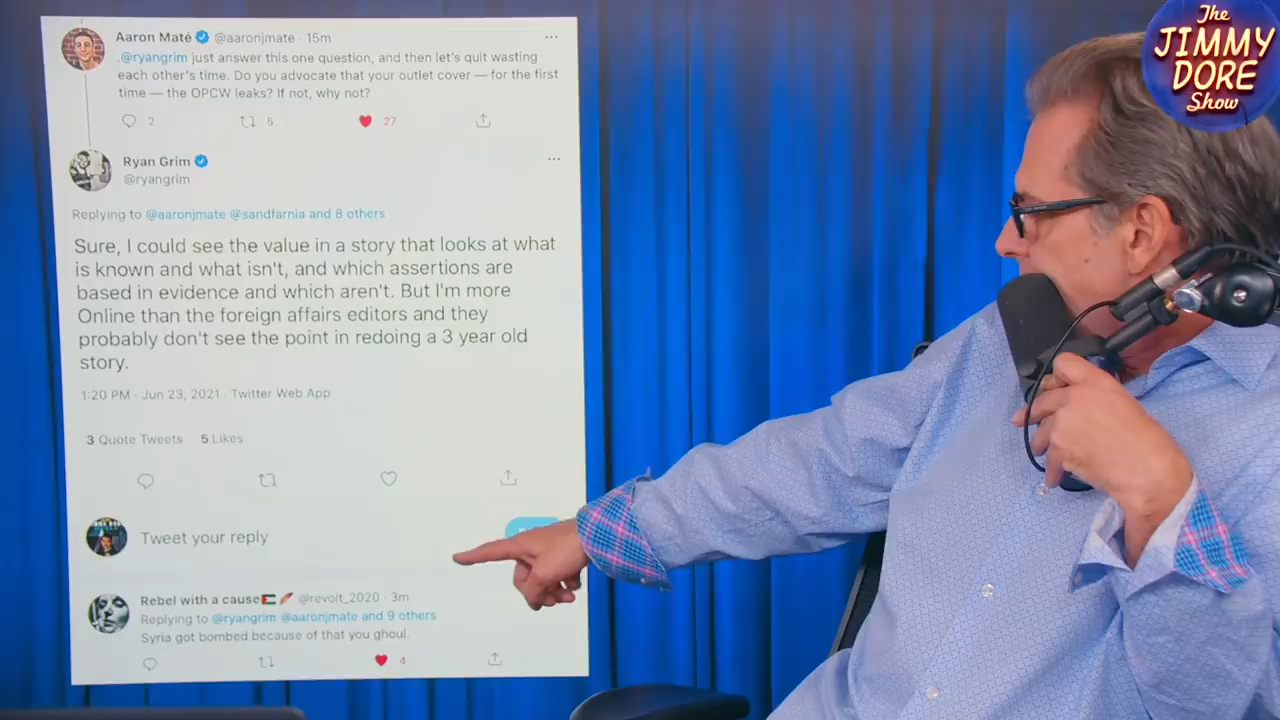 The
JIMMY
DORE
Show
Aaron Maté @aaronjmate · 15m
.@ryangrim just answer this one question, and then let's quit wasting
each other's time. Do you advocate that your outlet cover — for the first
time — the OPCW leaks? If not, why not?
2 5 27
Ryan Grim
@ryangrim
Replying to @aaronjmate @sandfarnia and 8 others
Sure, I could see the value in a story that looks at what
is known and what isn't, and which assertions are
based in evidence and which aren't. But I'm more
Online than the foreign affairs editors and they
probably don't see the point in redoing a 3 year old
story.
1:20 PM · Jun 23, 2021 · Twitter Web App
3 Quote Tweets 5 Likes
Tweet your reply
Rebel with a cause @revolt_2020 · 3m
Replying to @ryangrim @aaronjmate and 9 others
Syria got bombed because of that you ghoul.
4